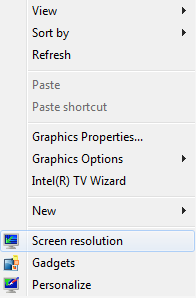 View
Sort by
Refresh
Paste
Paste shortcut
Graphics Properties...
Graphics Options
Intel(R) TV Wizard
New
Screen resolution
Gadgets
Personalize